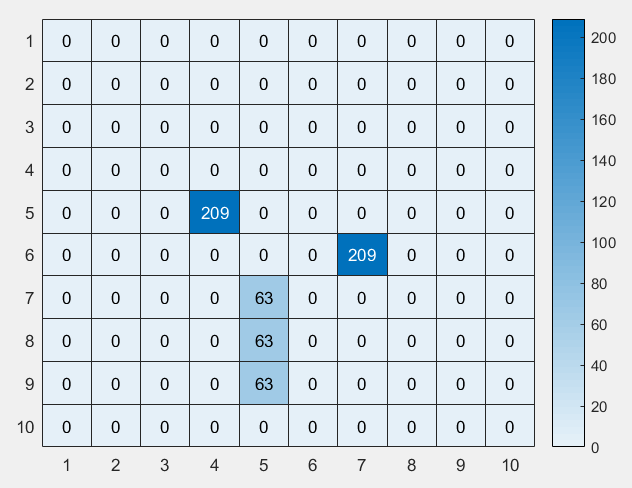 1 0 0 0 0 0 0 0 0 0 0 200
2 0 0 0 0 0 0 0 0 0 0 180
3 0 0 0 0 0 0 0 0 0 0 160
4 0 0 0 0 0 0 0 0 0 0 140
5 0 0 0 209 0 0 0 0 0 0 120
6 0 0 0 0 0 0 209 0 0 0 100
7 0 0 0 0 63 0 0 0 0 0 80
8 0 0 0 0 63 0 0 0 0 0 60
9 0 0 0 0 63 0 0 0 0 0 40
10 0 0 0 0 0 0 0 0 0 0 20
0
1 2 3 4 5 6 7 8 9 10